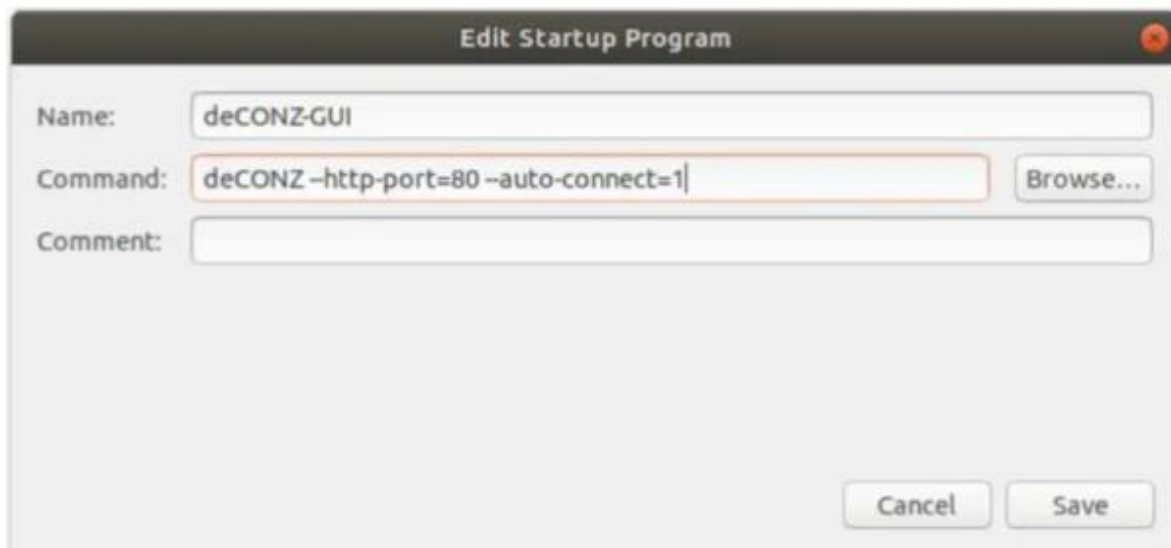 Edit Startup Program
Name: deCONZ-GUI
Command: deCONZ –http-port=80 –auto-connect=1 Browse...
Comment:
Cancel Save